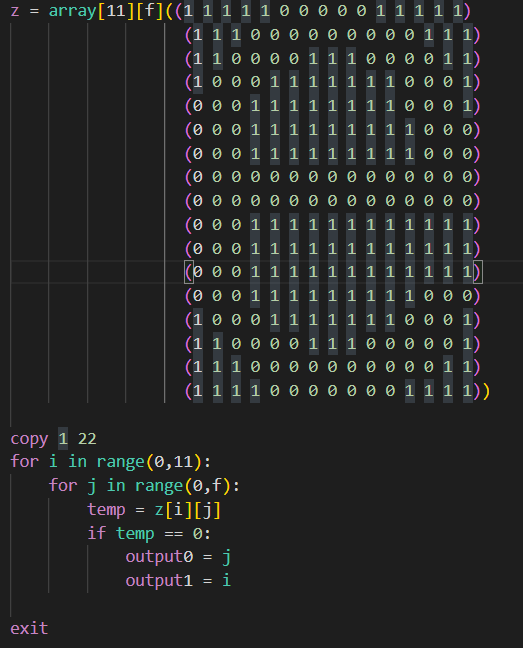 z = array[11][f]((1 1 1 1 1 0 0 0 0 0 1 1 1 1 1)
(1 1 1 0 0 0 0 0 0 0 0 0 1 1 1)
(1 1 0 0 0 0 1 1 1 0 0 0 0 1 1)
(1 0 0 0 1 1 1 1 1 1 1 0 0 0 1)
(0 0 0 1 1 1 1 1 1 1 1 0 0 0 1)
(0 0 0 1 1 1 1 1 1 1 1 1 0 0 0)
(0 0 0 1 1 1 1 1 1 1 1 1 0 0 0)
(0 0 0 0 0 0 0 0 0 0 0 0 0 0 0)
(0 0 0 0 0 0 0 0 0 0 0 0 0 0 0)
(0 0 0 1 1 1 1 1 1 1 1 1 1 1 1)
(0 0 0 1 1 1 1 1 1 1 1 1 1 1 1)
(0 0 0 1 1 1 1 1 1 1 1 1 1 1 1)
(0 0 0 1 1 1 1 1 1 1 1 1 0 0 0)
(1 0 0 0 1 1 1 1 1 1 1 0 0 0 1)
(1 1 0 0 0 0 1 1 1 0 0 0 0 0 1)
(1 1 1 0 0 0 0 0 0 0 0 0 0 1 1)
(1 1 1 1 0 0 0 0 0 0 0 1 1 1 1))
copy 1 22
for i in range(0,11):
for j in range(0,f):
temp = z[i][j]
if temp == 0:
output0 = j
output1 = i
exit